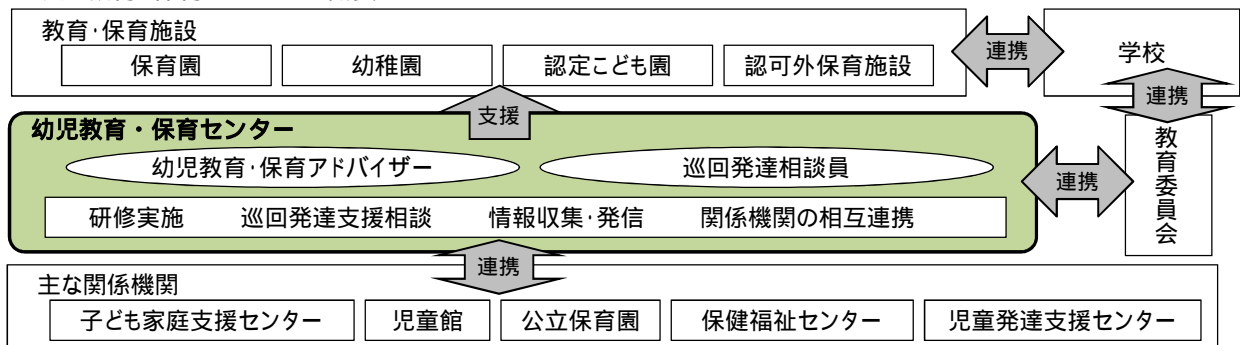 教育･保育施設
保育園 幼稚園 認定こども園 認可外保育施設
連携
学校
支援
連携
幼児教育・保育センター
幼児教育･保育アドバイザー 巡回発達相談員
研修実施 巡回発達支援相談 情報収集･発信 関係機関の相互連携
連携
教育委員会
連携
主な関係機関
子ども家庭支援センター 児童館 公立保育園 保健福祉センター 児童発達支援センター